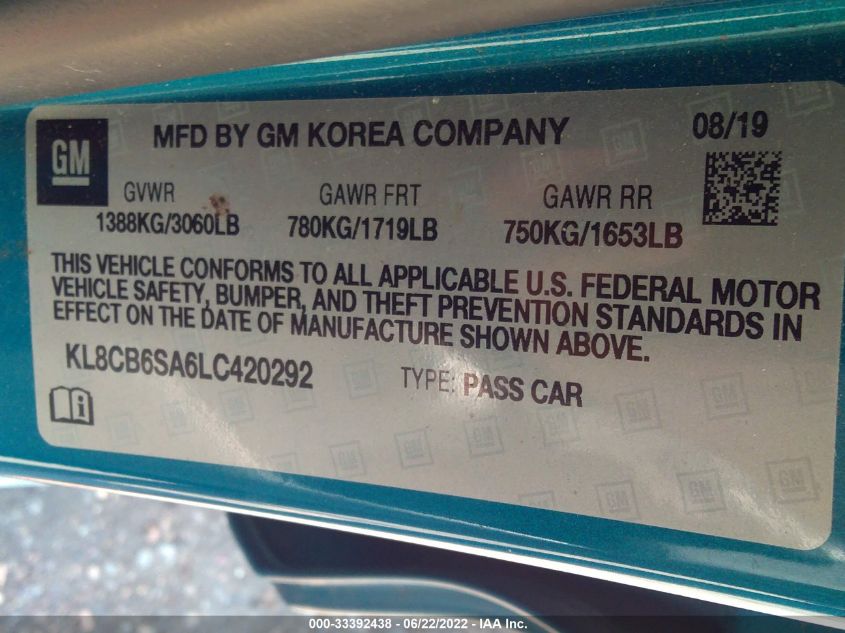 MFD BY GM KOREA COMPANY 08/19
GM
GVWR GAWR FRT GAWR RR
1388KG/3060LB 780KG/1719LB 750KG/1653LB
THIS VEHICLE CONFORMS TO ALL APPLICABLE U.S. FEDERAL MOTOR
VEHICLE SAFETY, BUMPER, AND THEFT PREVENTION STANDARDS IN
EFFECT ON THE DATE OF MANUFACTURE SHOWN ABOVE.
KL8CB6SA6LC420292 TYPE: PASS CAR
000-33392438 - 06/22/2022 - © IAA, Inc.